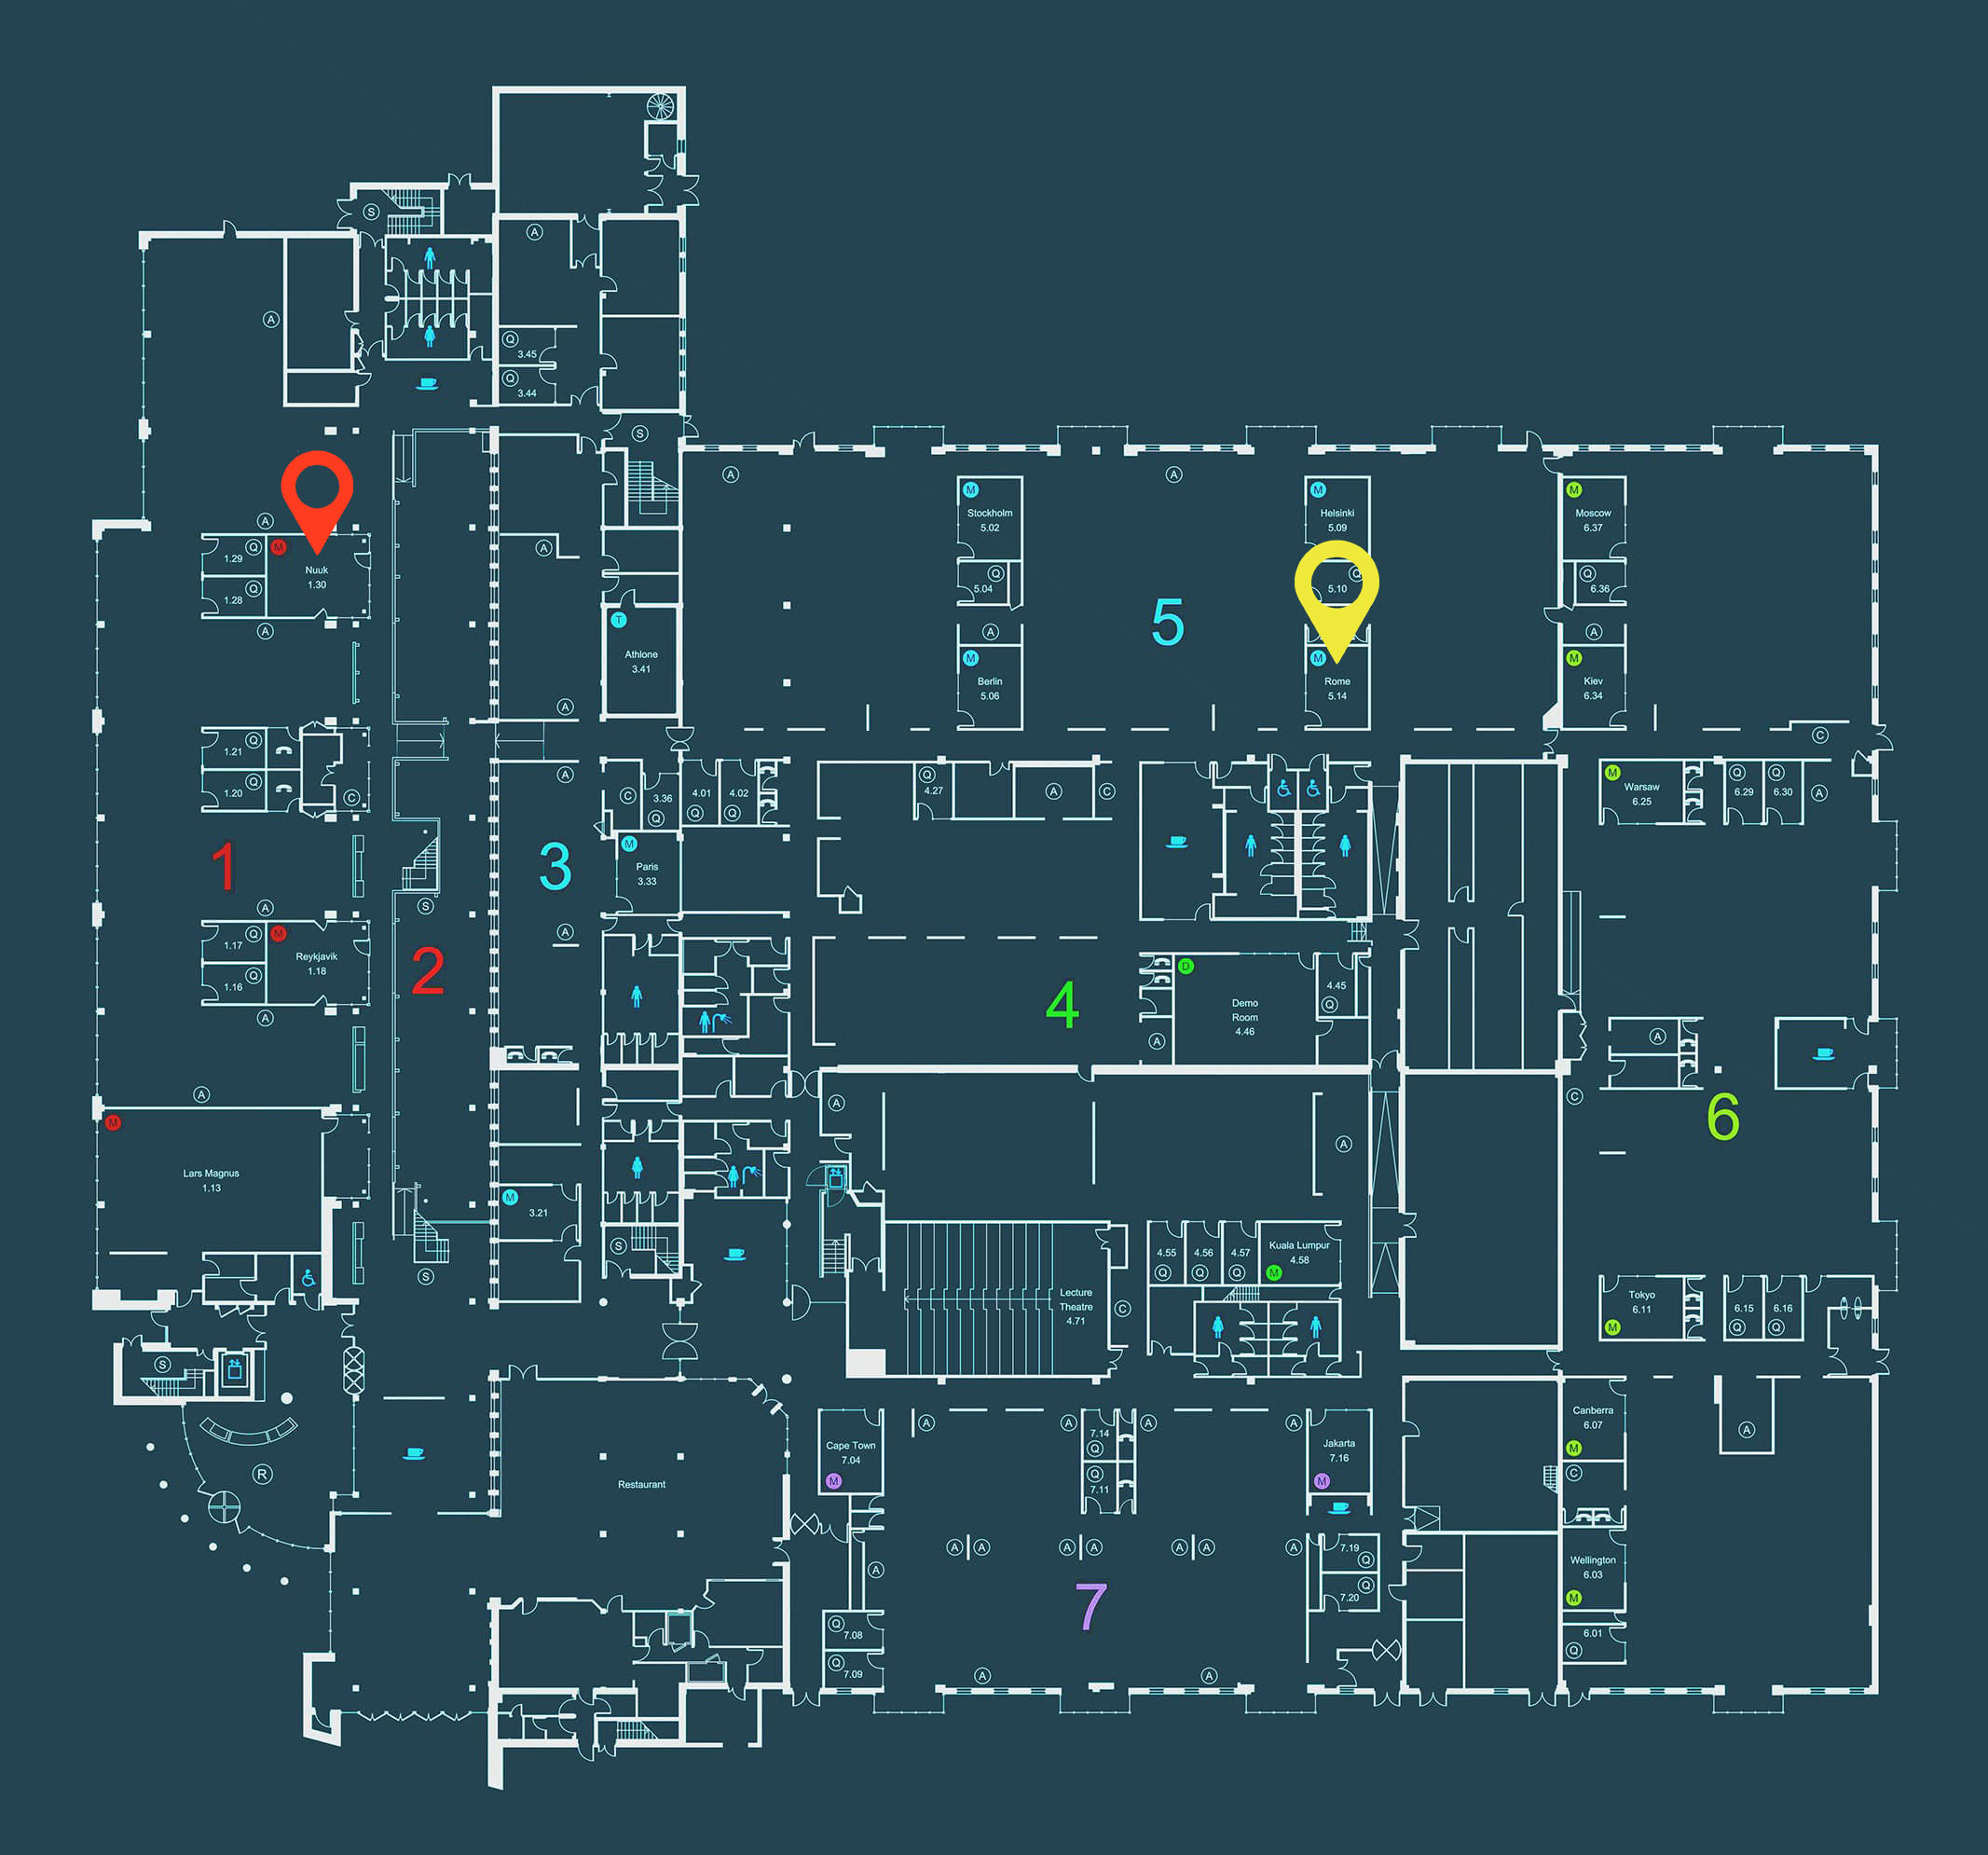 S
A
A
Q
3.45
Q
3.44
S
A
A
A
M
Stockholm
5.02
M
Helsinki
5.09
M
Moscow
6.37
Q
1.29
Q
1.28
M
Nuuk
1.30
A
A
Q
5.04
Q
5.10
Q
6.36
T
Athlone
3.41
5
A
A
A
M
Berlin
5.06
M
Rome
5.14
M
Kiev
6.34
A
C
Q
1.21
Q
1.20
C
A
C
3.36
Q
4.01
Q
4.02
Q
Q
4.27
A
C
M
Warsaw
6.25
Q
6.29
Q
6.30
A
1
3
M
Paris
3.33
A
S
A
Q
1.17
Q
1.16
M
Reykjavik
1.18
2
A
4
D
Demo
Room
4.46
4.45
Q
A
A
A
A
C
6
A
A
M
Lars Magnus
1.13
M
3.21
S
S
4.55
Q
4.56
Q
4.57
Q
Kuala Lumpur
4.58
M
Lecture
Theatre
4.71
C
Tokyo
6.11
M
6.15
Q
6.16
Q
S
R
Restaurant
Cape Town
7.04
M
A
A
7.14
Q
Q
7.11
A
A
Jakarta
7.16
M
Canberra
6.07
M
C
A
A
A
A
A
A
A
A
A
7.19
Q
Q
7.20
Wellington
6.03
M
6.01
Q
7
Q
7.08
Q
7.09
A
A